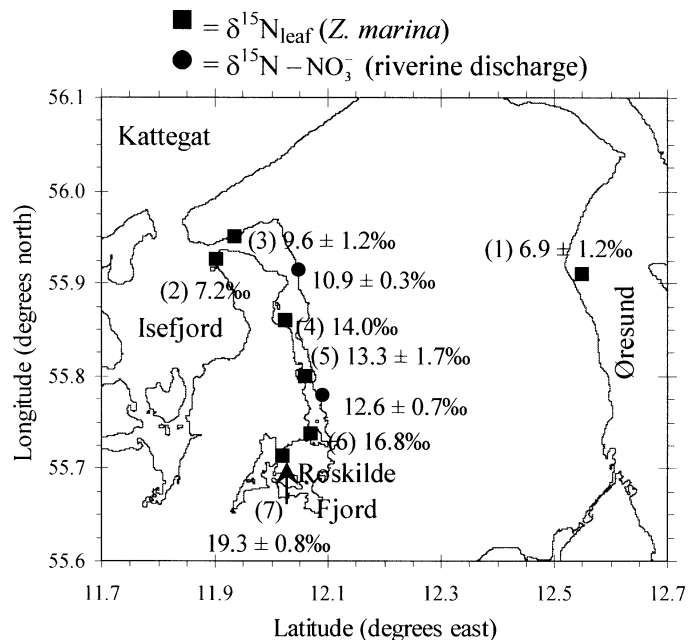 ■ = δ¹⁵N_leaf (Z. marina)
● = δ¹⁵N – NO₃⁻ (riverine discharge)
56.1
Kattegat
56.0
(3) 9.6 ± 1.2‰
(1) 6.9 ± 1.2‰
55.9
(2) 7.2‰
10.9 ± 0.3‰
Isefjord
(4) 14.0‰
Øresund
(5) 13.3 ± 1.7‰
55.8
12.6 ± 0.7‰
(6) 16.8‰
55.7
Røskilde
(7)
Fjord
19.3 ± 0.8‰
55.6
11.7
11.9
12.1
12.3
12.5
12.7
Longitude (degrees north)
Latitude (degrees east)